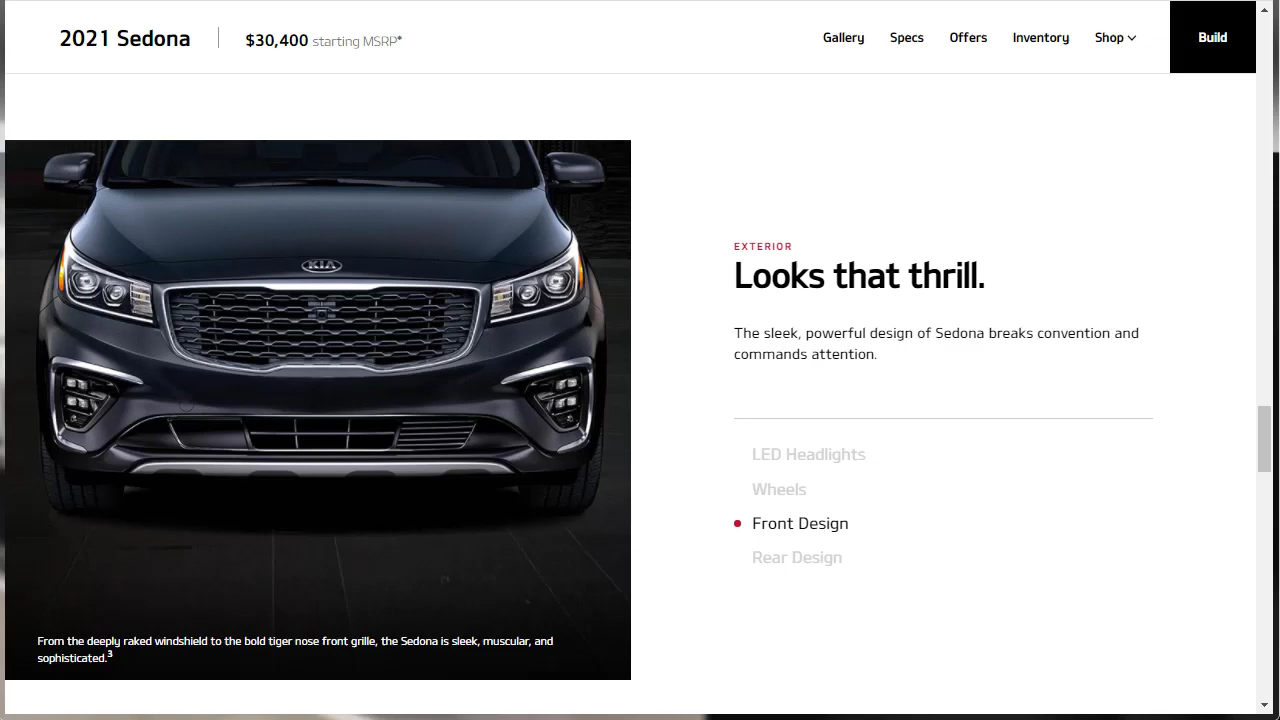 2021 Sedona
$30,400 starting MSRP*
Gallery
Specs
Offers
Inventory
Shop
Build
KIA
EXTERIOR
Looks that thrill.
The sleek, powerful design of Sedona breaks convention and
commands attention.
LED Headlights
Wheels
Front Design
Rear Design
From the deeply raked windshield to the bold tiger nose front grille, the Sedona is sleek, muscular, and
sophisticated.3